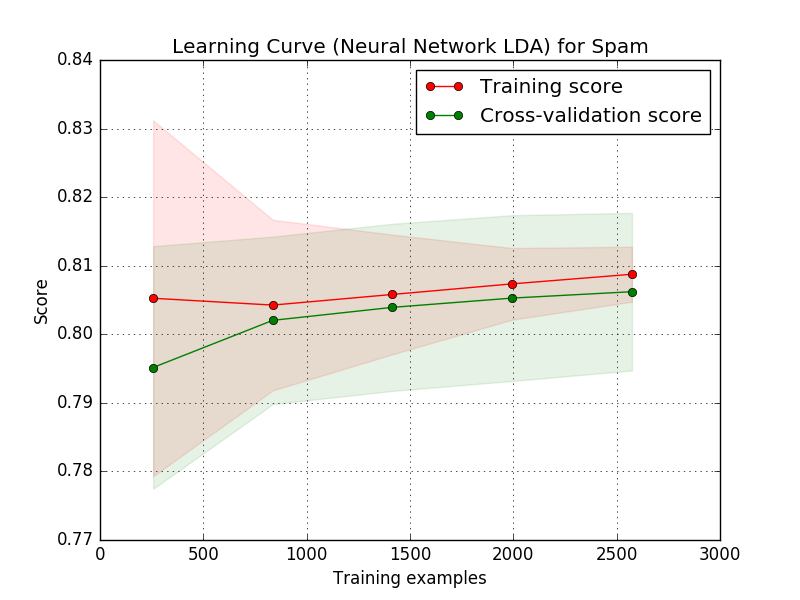 Learning Curve (Neural Network LDA) for Spam
Training score
Cross-validation score
Score
0.84
0.83
0.82
0.81
0.80
0.79
0.78
0.77
0 500 1000 1500 2000 2500 3000
Training examples